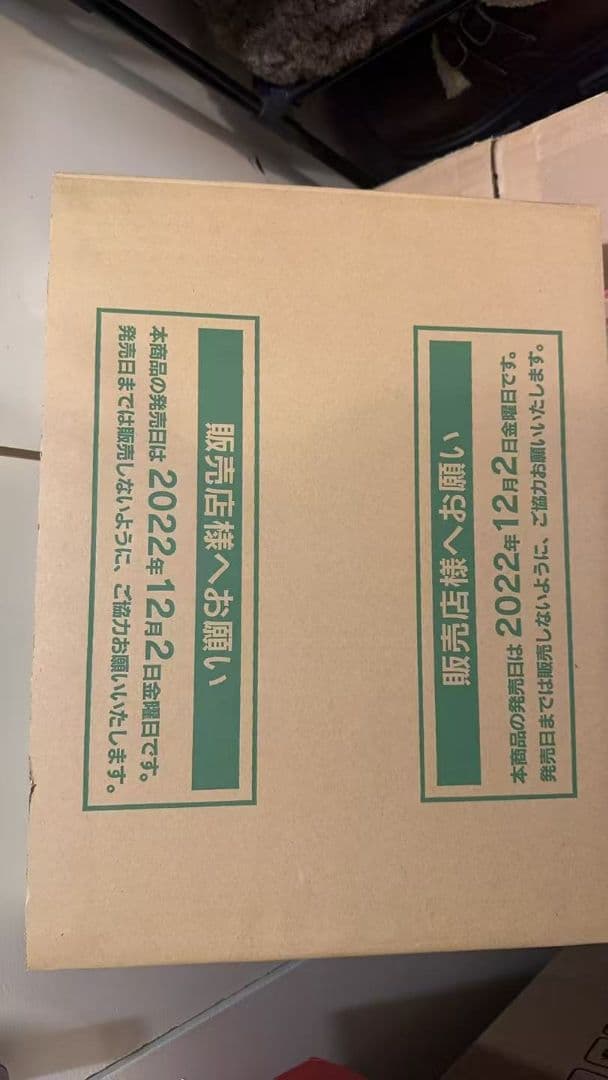 販売店様へお願い
本商品の発売日は2022年12月2日金曜日です。
発売日までは販売しないように、ご協力お願いいたします。
販売店様へお願い
本商品の発売日は2022年12月2日金曜日です。
発売日までは販売しないように、ご協力お願いいたします。